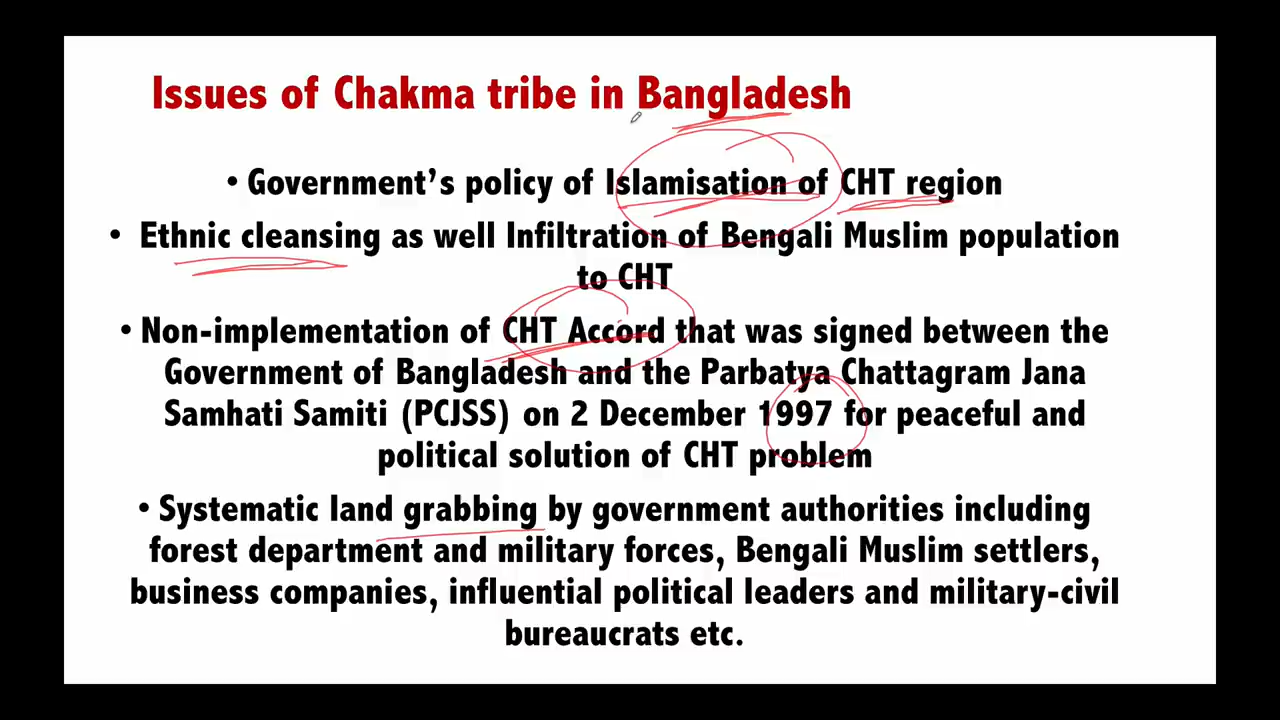 Issues of Chakma tribe in Bangladesh
• Government's policy of Islamisation of CHT region
• Ethnic cleansing as well Infiltration of Bengali Muslim population
to CHT
• Non-implementation of CHT Accord that was signed between the
Government of Bangladesh and the Parbatya Chattagram Jana
Samhati Samiti (PCJSS) on 2 December 1997 for peaceful and
political solution of CHT problem
• Systematic land grabbing by government authorities including
forest department and military forces, Bengali Muslim settlers,
business companies, influential political leaders and military-civil
bureaucrats etc.